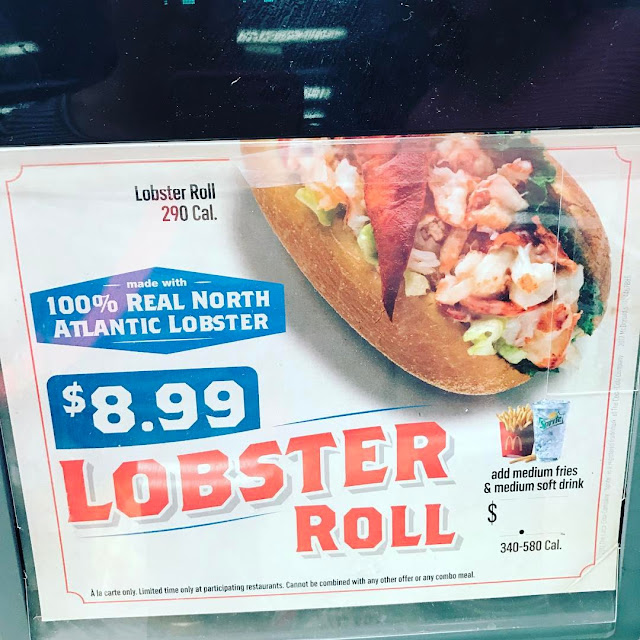 Lobster Roll
290 Cal.
made with
100% REAL NORTH
ATLANTIC LOBSTER
$8.99
LOBSTER
ROLL
Sprite
add medium fries
& medium soft drink
$ .
340-580 Cal.
À la carte only. Limited time only at participating restaurants. Cannot be combined with any other offer or any combo meal.